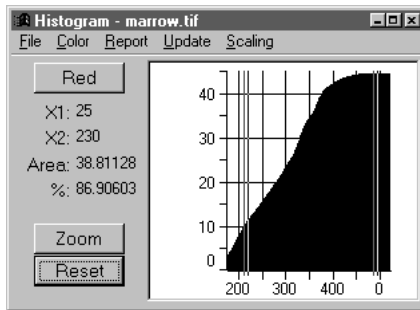 Histogram - marrow.tif
File Color Report Update Scaling
Red
X1: 25
X2: 230
Area: 38.81128
%: 86.90603
Zoom
Reset
40
30
20
10
0
200 300 400 0